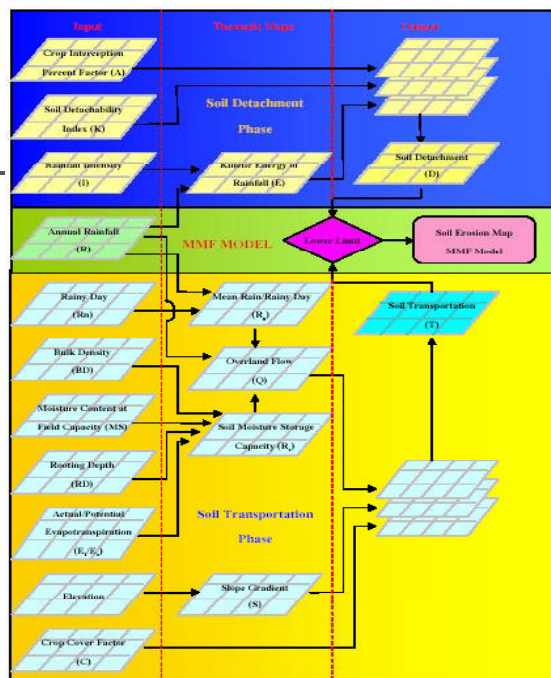 Input
Thematic Maps
Output
Crop Interception
Percent Factor (A)
Soil Detachability
Index (K)
Soil Detachment
Phase
Rainfall Intensity
(I)
Kinetic Energy of
Rainfall (E)
Soil Detachment
(D)
Annual Rainfall
(R)
MMF MODEL
Lower Limit
Soil Erosion Map
MMF Model
Rainy Day
(Rn)
Mean Rain/Rainy Day
(Ro)
Soil Transportation
(T)
Bulk Density
(BD)
Overland Flow
(Q)
Moisture Content at
Field Capacity (MS)
Soil Moisture Storage
Capacity (Rc)
Rooting Depth
(RD)
Actual/Potential
Evapotranspiration
(Et/Eo)
Soil Transportation
Phase
Elevation
Slope Gradient
(S)
Crop Cover Factor
(C)